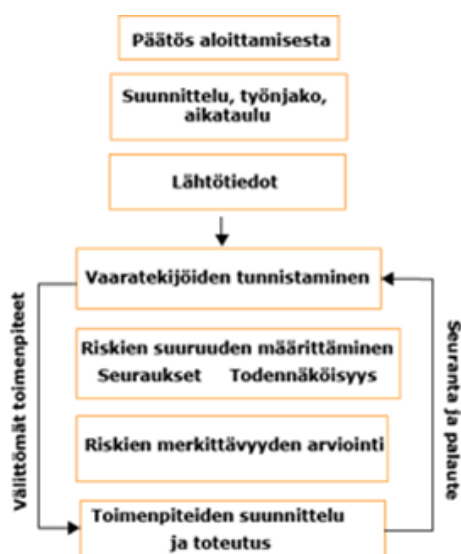 Päätös aloittamisesta
Suunnittelu, työnjako,
aikataulu
Lähtötiedot
Vaaratekijöiden tunnistaminen
Riskien suuruuden määrittäminen
Seuraukset Todennäköisyys
Riskien merkittävyyden arviointi
Toimenpiteiden suunnittelu
ja toteutus
Välittömät toimenpiteet
Seuranta ja palaute